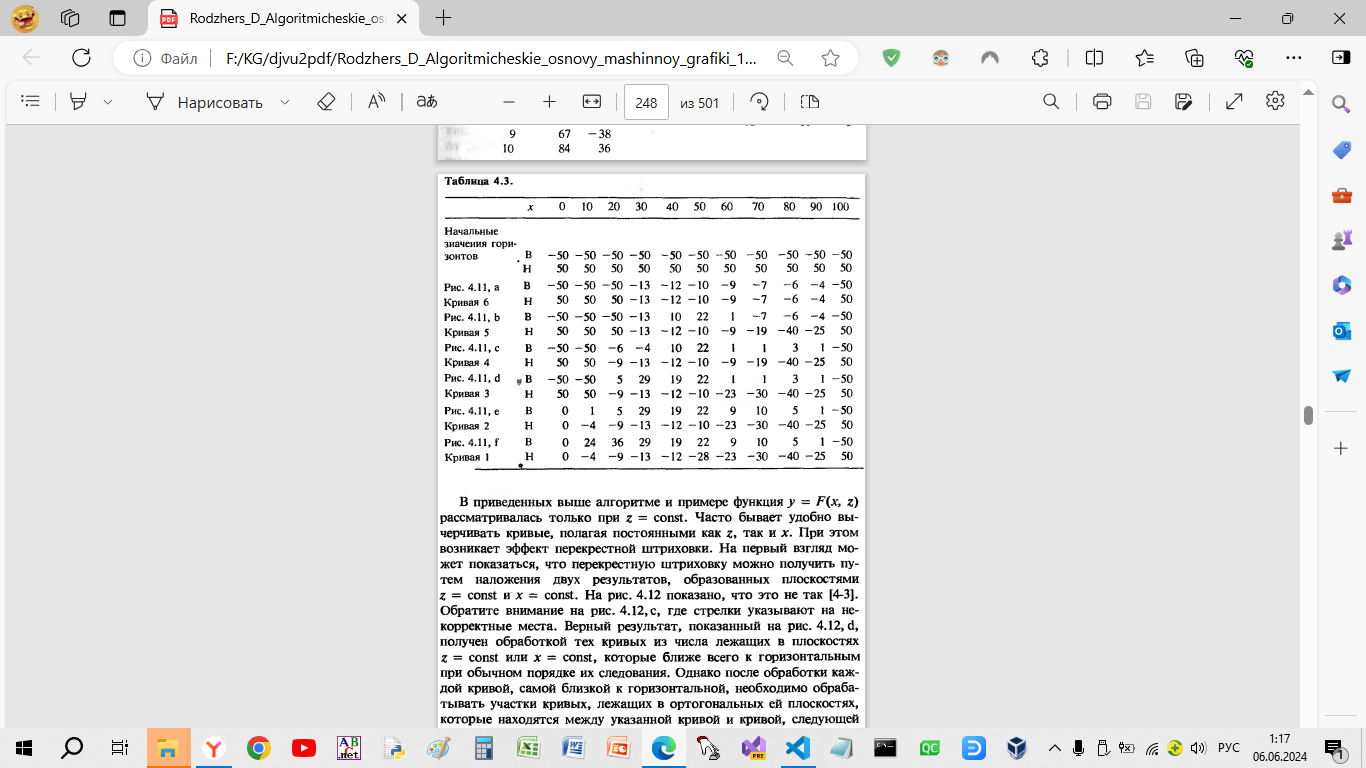 Rodzhers_D_Algoritmicheskie_os
Файл
F:/KG/djvu2pdf/Rodzhers_D_Algoritmicheskie_osnovy_mashinnoy_grafiki_1...
Нарисовать
аあ
248 из 501
9 67 −38
10 84 36
Таблица 4.3.
x 0 10 20 30 40 50 60 70 80 90 100
Начальные
значения гори-
зонтов В −50 −50 −50 −50 −50 −50 −50 −50 −50 −50 −50
Н 50 50 50 50 50 50 50 50 50 50 50
Рис. 4.11, a В −50 −50 −50 −13 −12 −10 −9 −7 −6 −4 −50
Кривая 6 Н 50 50 50 −13 −12 −10 −9 −7 −6 −4 50
Рис. 4.11, b В −50 −50 −50 −13 10 22 1 −7 −6 −4 −50
Кривая 5 Н 50 50 50 −13 −12 −10 −9 −19 −40 −25 50
Рис. 4.11, c В −50 −50 −6 −4 10 22 1 1 3 1 −50
Кривая 4 Н 50 50 −9 −13 −12 −10 −9 −19 −40 −25 50
Рис. 4.11, d В −50 −50 5 29 19 22 1 1 3 1 −50
Кривая 3 Н 50 50 −9 −13 −12 −10 −23 −30 −40 −25 50
Рис. 4.11, e В 0 1 5 29 19 22 9 10 5 1 −50
Кривая 2 Н 0 −4 −9 −13 −12 −10 −23 −30 −40 −25 50
Рис. 4.11, f В 0 24 36 29 19 22 9 10 5 1 −50
Кривая 1 Н 0 −4 −9 −13 −12 −28 −23 −30 −40 −25 50
В приведенных выше алгоритме и примере функция y = F(x, z)
рассматривалась только при z = const. Часто бывает удобно вы-
черчивать кривые, полагая постоянными как z, так и x. При этом
возникает эффект перекрестной штриховки. На первый взгляд мо-
жет показаться, что перекрестную штриховку можно получить пу-
тем наложения двух результатов, образованных плоскостями
z = const и x = const. На рис. 4.12 показано, что это не так [4-3].
Обратите внимание на рис. 4.12, c, где стрелки указывают на не-
корректные места. Верный результат, показанный на рис. 4.12, d,
получен обработкой тех кривых из числа лежащих в плоскостях
z = const или x = const, которые ближе всего к горизонтальным
при обычном порядке их следования. Однако после обработки каж-
дой кривой, самой близкой к горизонтальной, необходимо обраба-
тывать участки кривых, лежащих в ортогональных ей плоскостях,
которые находятся между указанной кривой и кривой, следующей
РУС
1:17
06.06.2024